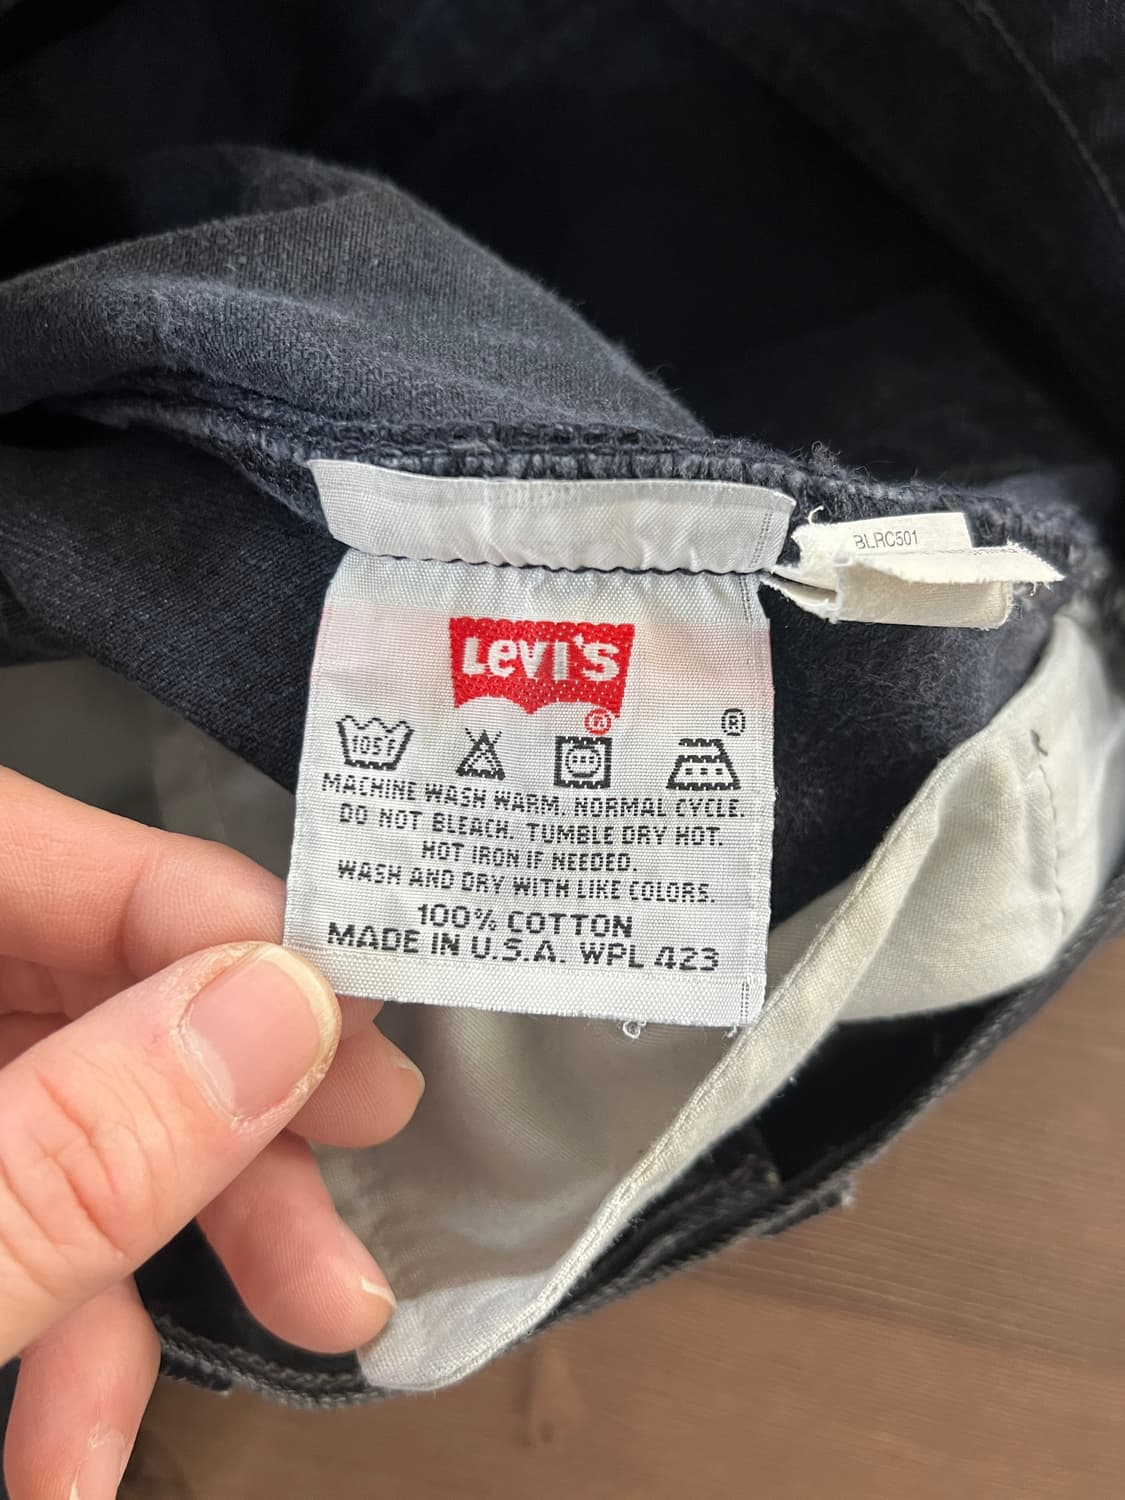 BLRC501
Levi's
®
®
105F
MACHINE WASH WARM. NORMAL CYCLE.
DO NOT BLEACH. TUMBLE DRY HOT.
HOT IRON IF NEEDED.
WASH AND DRY WITH LIKE COLORS.
100% COTTON
MADE IN U.S.A. WPL 423